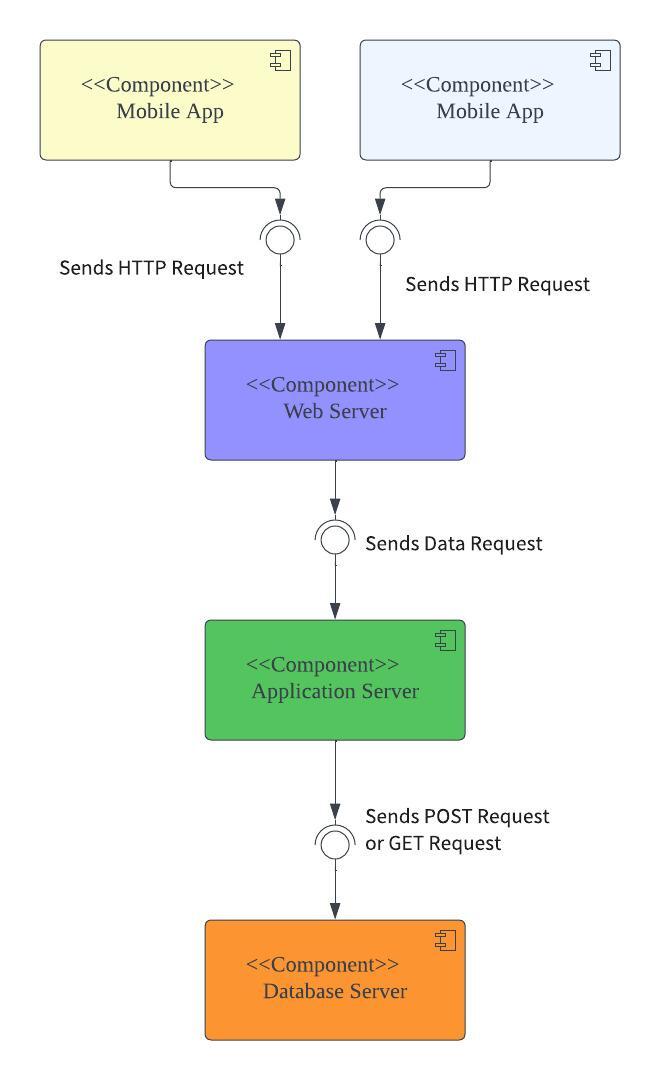 <<Component>>
Mobile App
<<Component>>
Mobile App
Sends HTTP Request
Sends HTTP Request
<<Component>>
Web Server
Sends Data Request
<<Component>>
Application Server
Sends POST Request
or GET Request
<<Component>>
Database Server